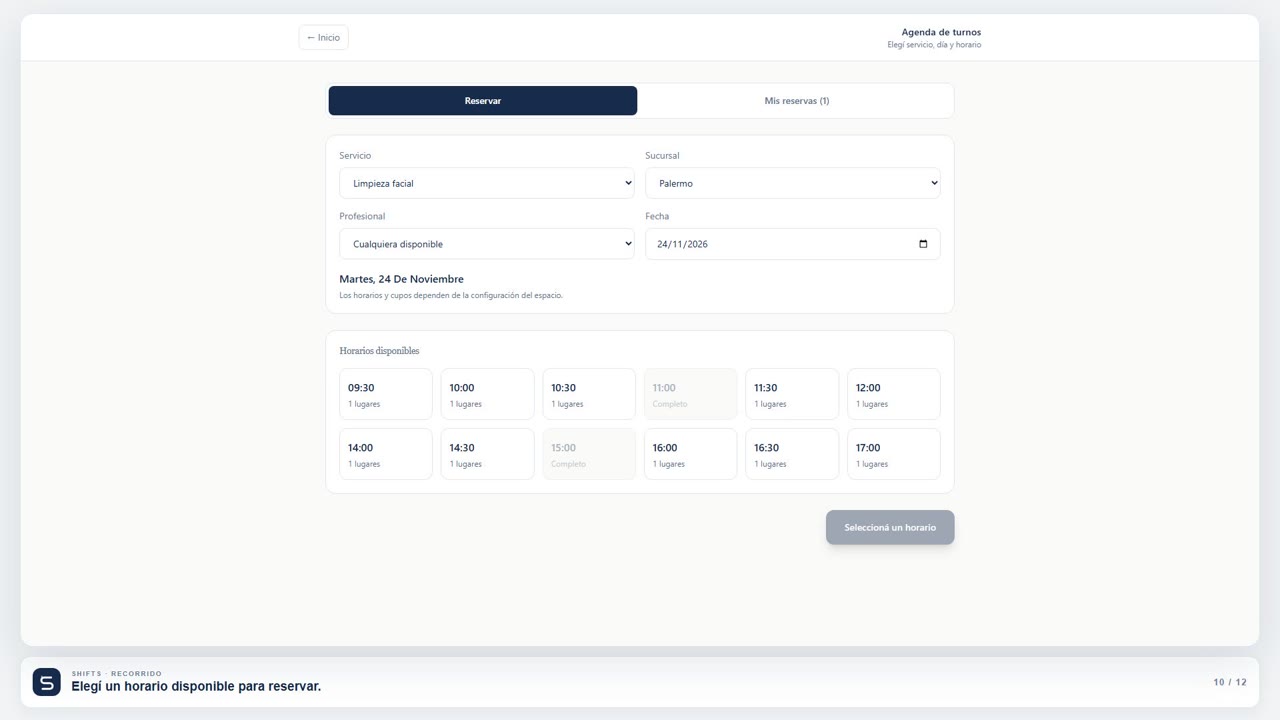 ← Inicio
Agenda de turnos
Elegí servicio, día y horario
Reservar
Mis reservas (1)
Servicio
Sucursal
Limpieza facial
Palermo
Profesional
Fecha
Cualquiera disponible
24/11/2026
Martes, 24 De Noviembre
Los horarios y cupos dependen de la configuración del espacio.
Horarios disponibles
09:30
1 lugares
10:00
1 lugares
10:30
1 lugares
11:00
Completo
11:30
1 lugares
12:00
1 lugares
14:00
1 lugares
14:30
1 lugares
15:00
Completo
16:00
1 lugares
16:30
1 lugares
17:00
1 lugares
Seleccioná un horario
S
SHIFTS · RECORRIDO
Elegí un horario disponible para reservar.
10 / 12